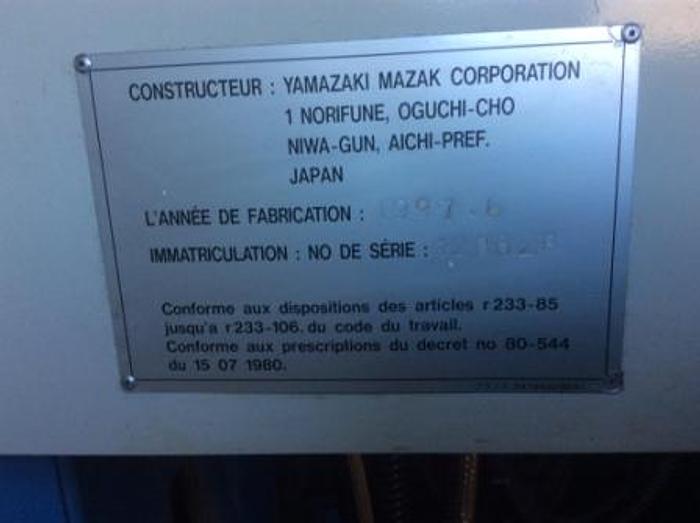 CONSTRUCTEUR : YAMAZAKI MAZAK CORPORATION
1 NORIFUNE, OGUCHI-CHO
NIWA-GUN, AICHI-PREF.
JAPAN
L'ANNÉE DE FABRICATION : 1997.6
IMMATRICULATION : NO DE SÉRIE :
Conforme aux dispositions des articles r 233-85
jusqu'a r 233-106. du code du travail.
Conforme aux prescriptions du decret no 80-544
du 15 07 1980.